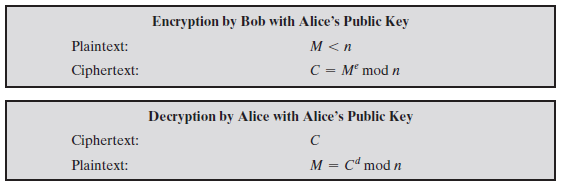 Encryption by Bob with Alice's Public Key
Plaintext: M < n
Ciphertext: C = Mᵉ mod n
Decryption by Alice with Alice's Public Key
Ciphertext: C
Plaintext: M = Cᵈ mod n